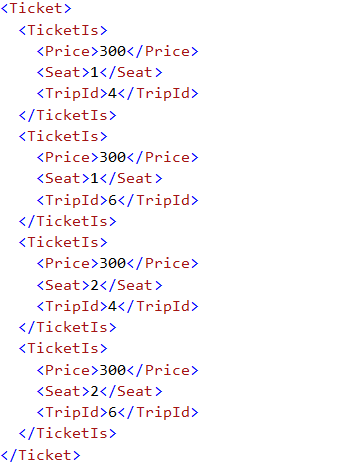 <Ticket>
  <TicketIs>
    <Price>300</Price>
    <Seat>1</Seat>
    <TripId>4</TripId>
  </TicketIs>
  <TicketIs>
    <Price>300</Price>
    <Seat>1</Seat>
    <TripId>6</TripId>
  </TicketIs>
  <TicketIs>
    <Price>300</Price>
    <Seat>2</Seat>
    <TripId>4</TripId>
  </TicketIs>
  <TicketIs>
    <Price>300</Price>
    <Seat>2</Seat>
    <TripId>6</TripId>
  </TicketIs>
</Ticket>